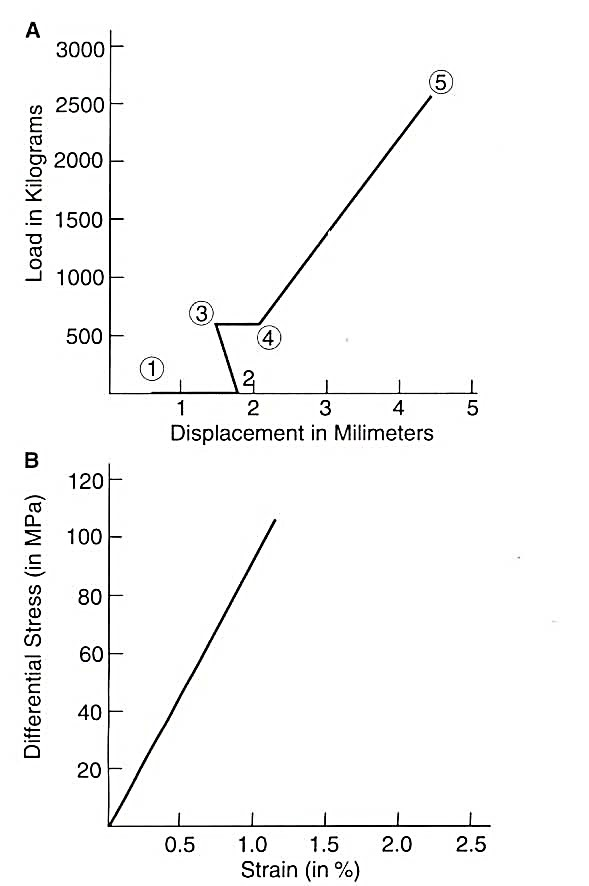 A
3000
2500
2000
1500
1000
500
Load in Kilograms
①
2
③
④
⑤
1 2 3 4 5
Displacement in Milimeters
B
120
100
80
60
40
20
Differential Stress (in MPa)
0.5 1.0 1.5 2.0 2.5
Strain (in %)